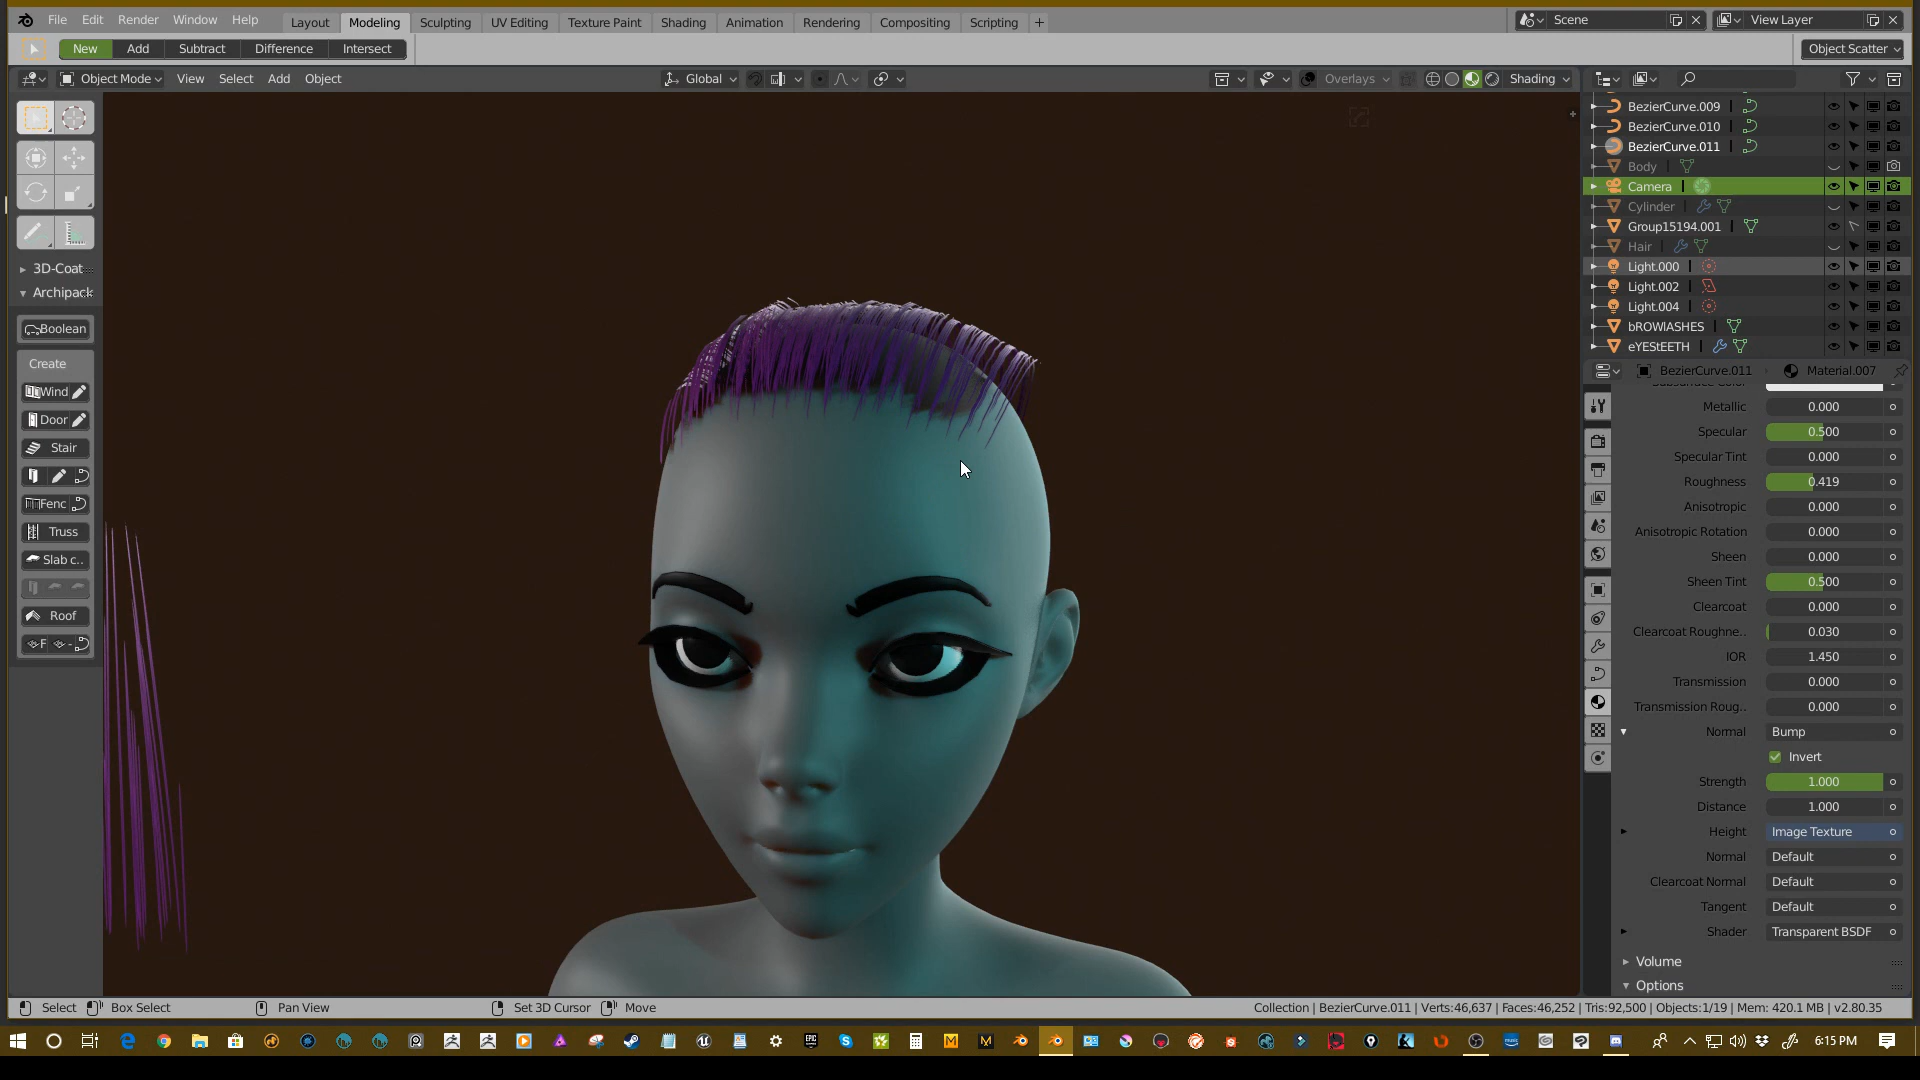 File Edit Render Window Help Layout Modeling Sculpting UV Editing Texture Paint Shading Animation Rendering Compositing Scripting + Scene View Layer
New Add Subtract Difference Intersect Object Scatter
Object Mode View Select Add Object Global Overlays Shading
BezierCurve.009
BezierCurve.010
BezierCurve.011
Body
Camera
Cylinder
Group15194.001
Hair
Light.000
Light.002
Light.004
bROWlASHES
eYEStEETH
3D-Coat
Archipack
Boolean
Create
Wind
Door
Stair
Fenc
Truss
Slab c..
Roof
F
BezierCurve.011 Material.007
Metallic 0.000
Specular 0.500
Specular Tint 0.000
Roughness 0.419
Anisotropic 0.000
Anisotropic Rotation 0.000
Sheen 0.000
Sheen Tint 0.500
Clearcoat 0.000
Clearcoat Roughne.. 0.030
IOR 1.450
Transmission 0.000
Transmission Roug.. 0.000
Normal Bump
Invert
Strength 1.000
Distance 1.000
Height Image Texture
Normal Default
Clearcoat Normal Default
Tangent Default
Shader Transparent BSDF
Volume
Options
Select Box Select Pan View Set 3D Cursor Move Collection | BezierCurve.011 | Verts:46,637 | Faces:46,252 | Tris:92,500 | Objects:1/19 | Mem: 420.1 MB | v2.80.35
6:15 PM